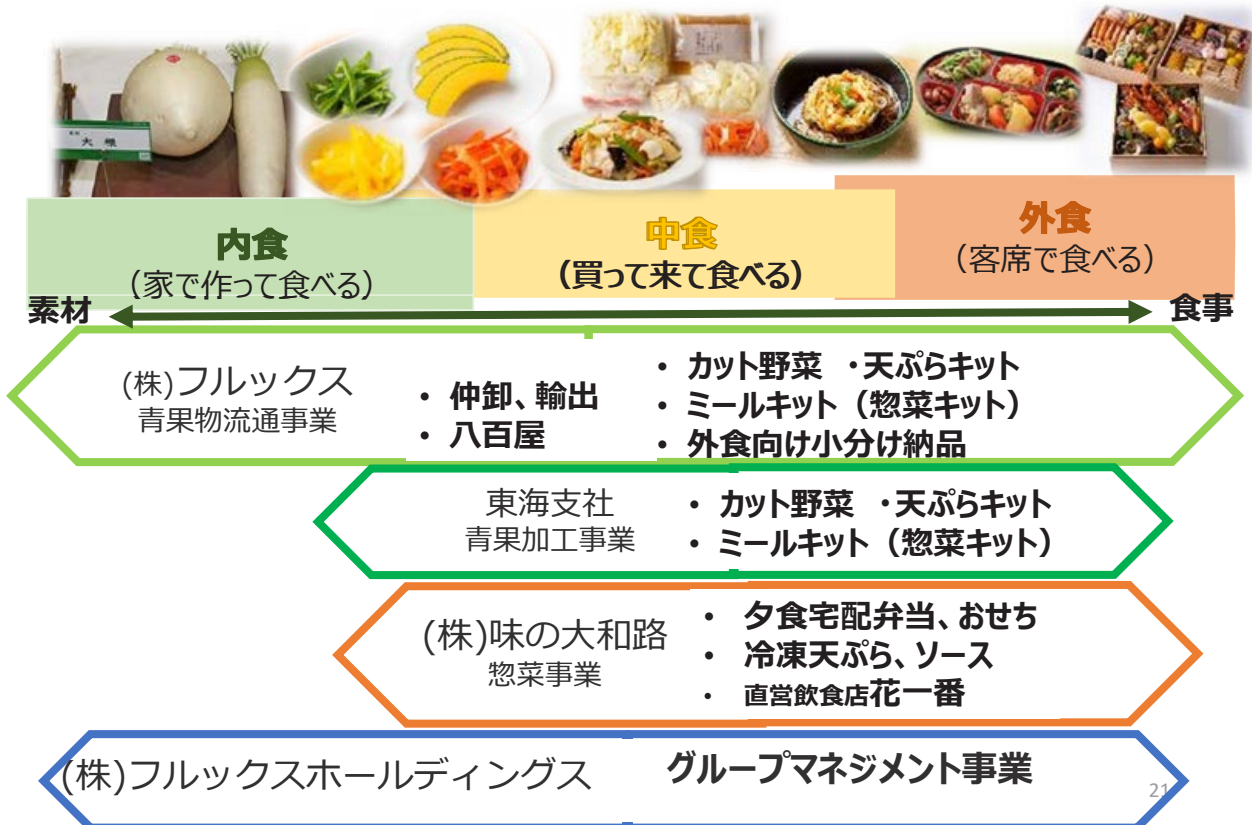 大根
内食
(家で作って食べる)
中食
(買って来て食べる)
外食
(客席で食べる)
素材
食事
(株)フルックス
青果物流通事業
・ 仲卸、輸出
・ 八百屋
・ カット野菜 ・天ぷらキット
・ ミールキット(惣菜キット)
・ 外食向け小分け納品
東海支社
青果加工事業
・ カット野菜 ・天ぷらキット
・ ミールキット(惣菜キット)
(株)味の大和路
惣菜事業
・ 夕食宅配弁当、おせち
・ 冷凍天ぷら、ソース
・ 直営飲食店花一番
(株)フルックスホールディングス
グループマネジメント事業
21